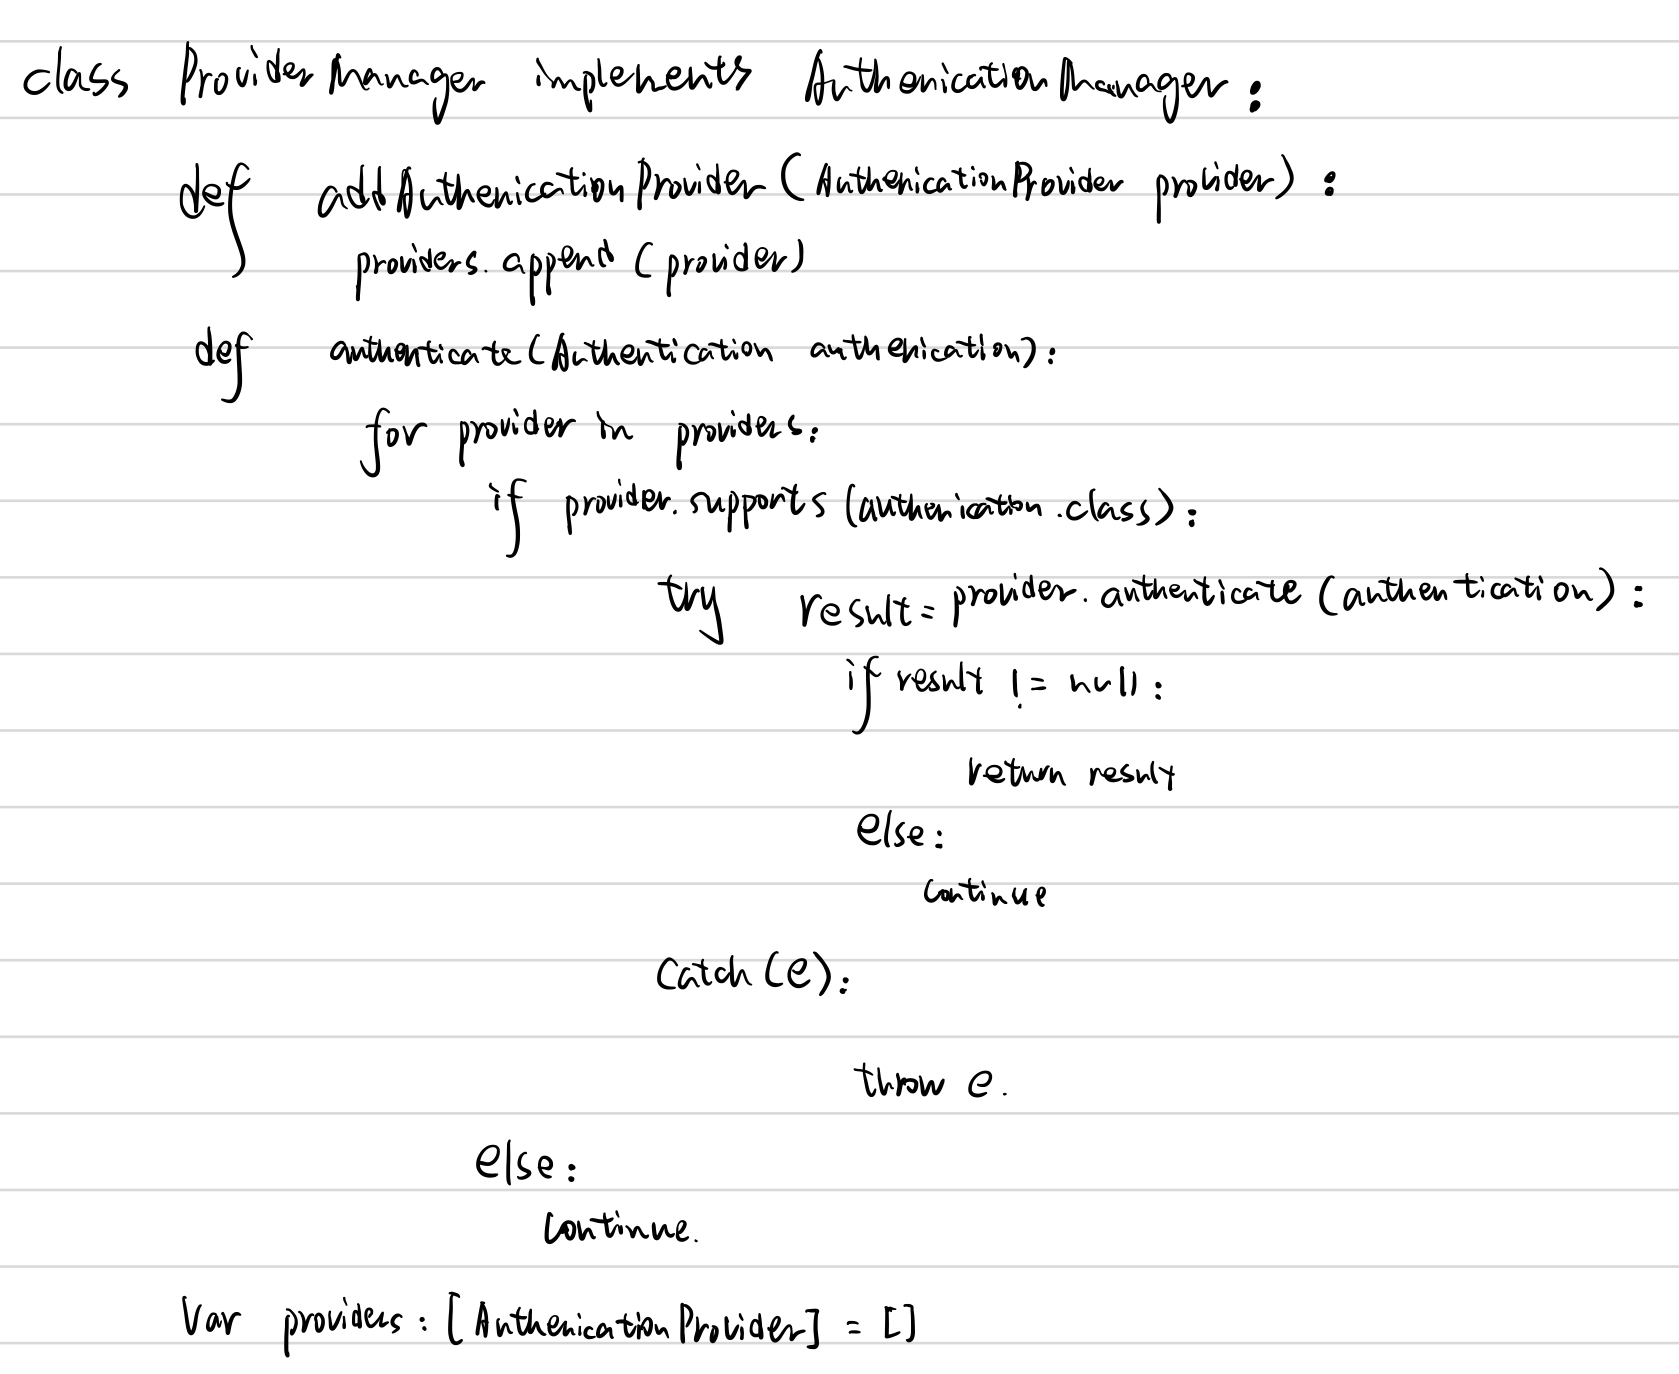 class ProviderManager implements AuthenicationManager:
def addAuthenicationProvider(AuthenicationProvider provider):
providers.append(provider)
def authenticate(Authentication authenication):
for provider in providers:
if provider.supports(authenication.class):
try result=provider.authenticate(authentication):
if result != null:
return result
else:
continue
Catch(e):
throw e.
else:
continue.
Var providers: [AuthenicationProvider] = []